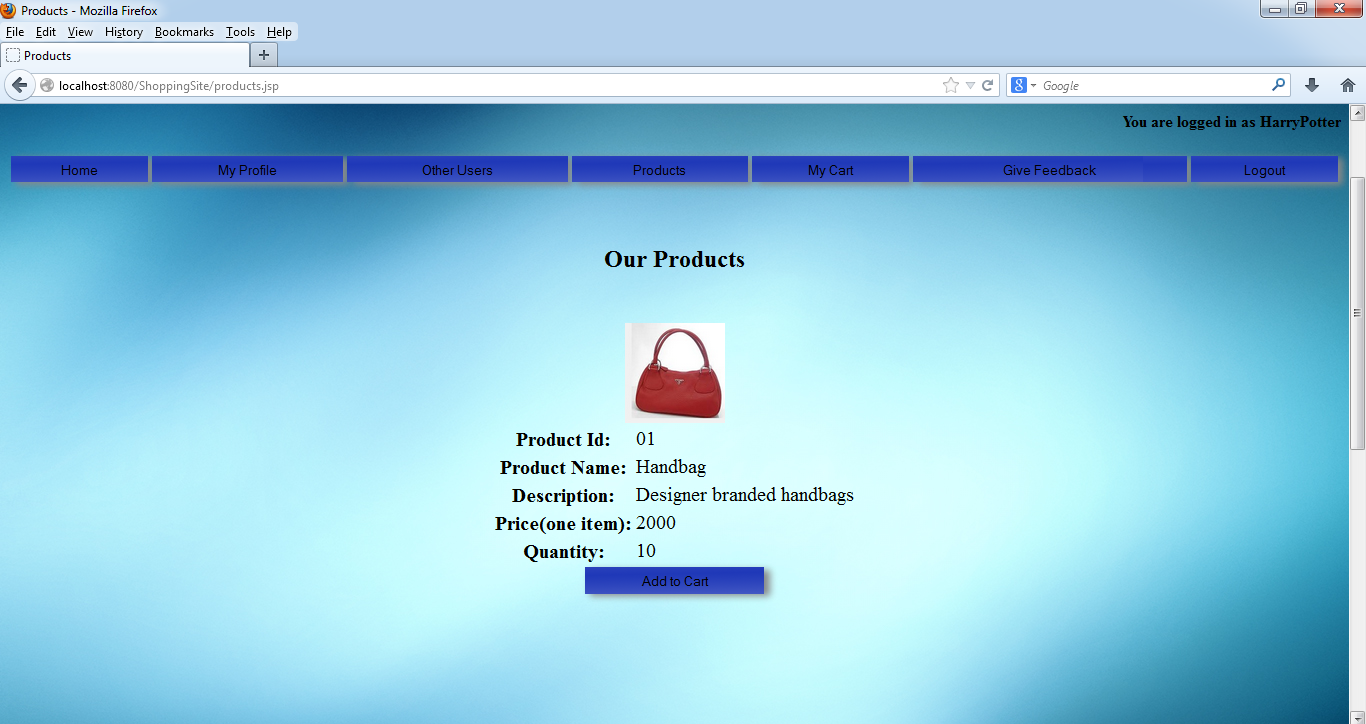 Products - Mozilla Firefox
File Edit View History Bookmarks Tools Help
Products
localhost:8080/ShoppingSite/products.jsp
Google
You are logged in as HarryPotter
Home My Profile Other Users Products My Cart Give Feedback Logout
Our Products
Product Id: 01
Product Name: Handbag
Description: Designer branded handbags
Price(one item): 2000
Quantity: 10
Add to Cart